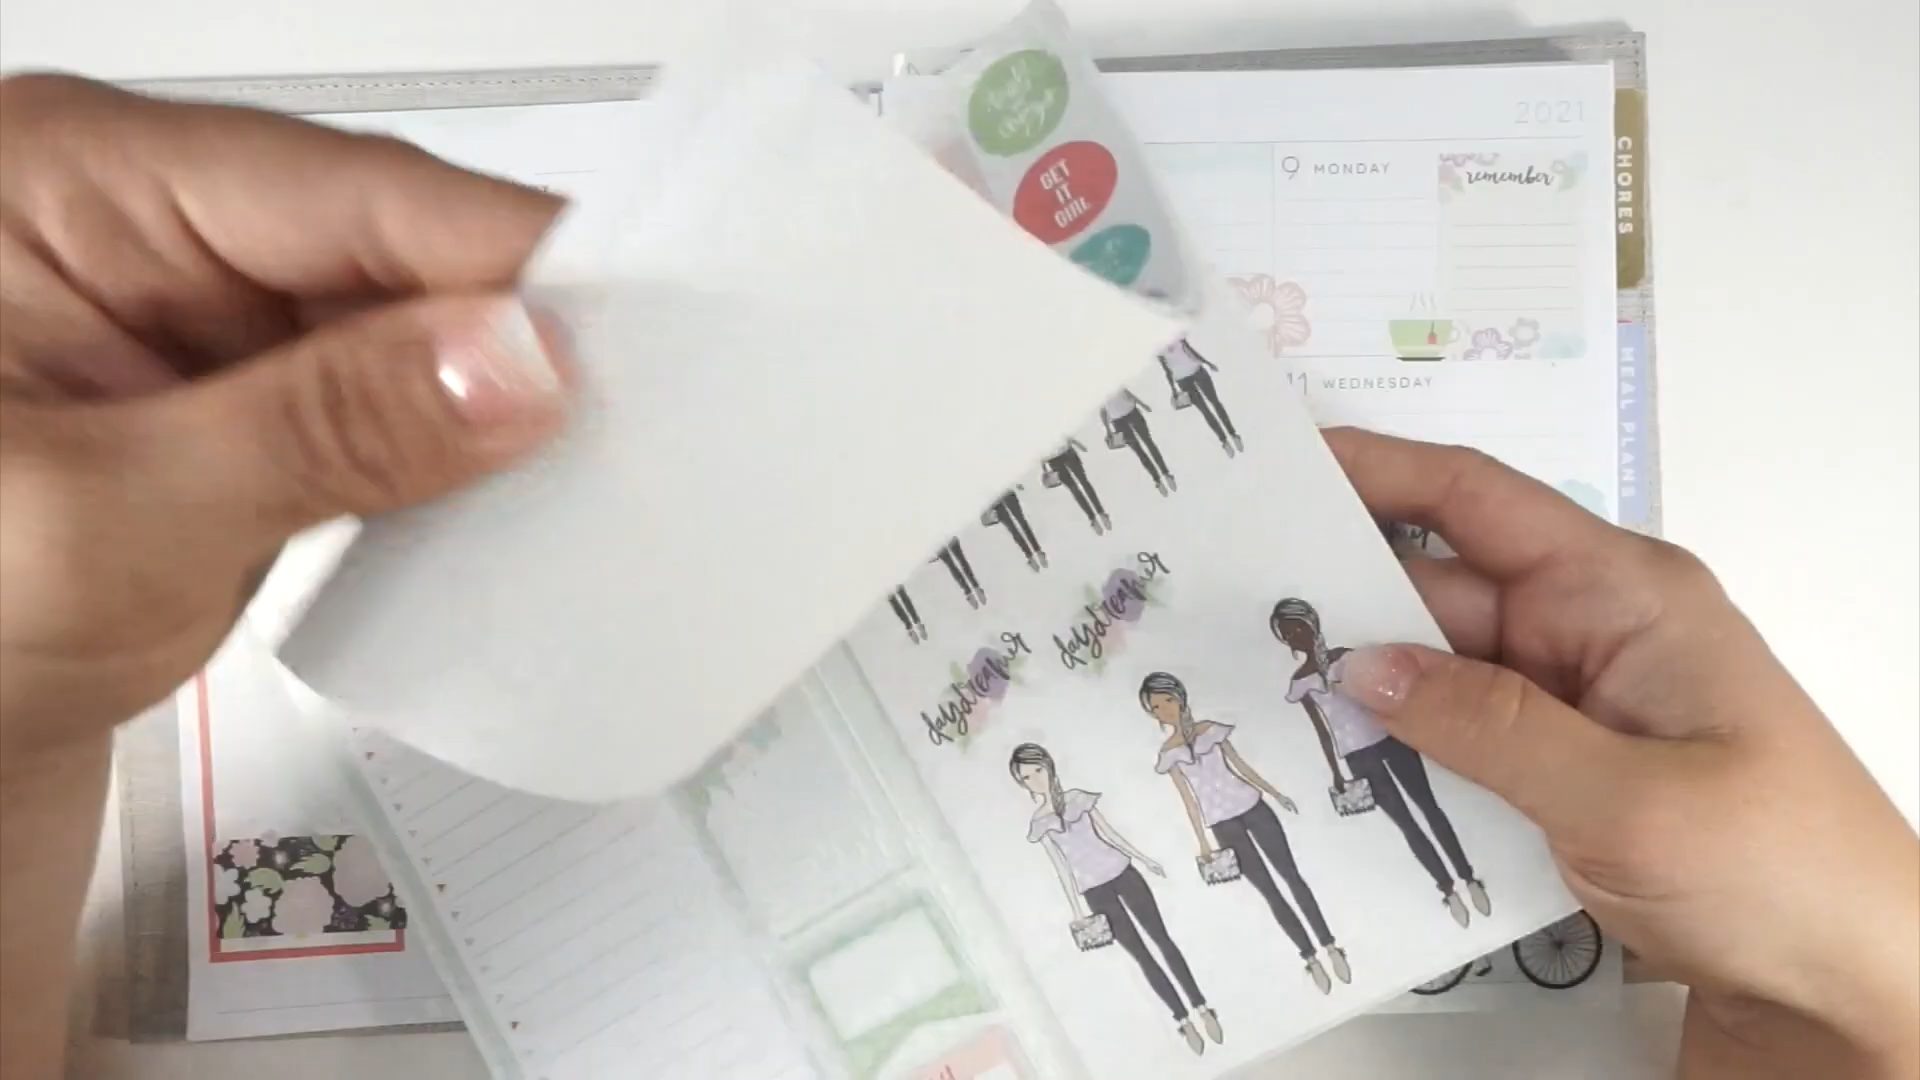 2021
CHORES
9 MONDAY
remember
GET
IT
GIRL
11 WEDNESDAY
MEAL PLANS
daydreamer
daydreamer